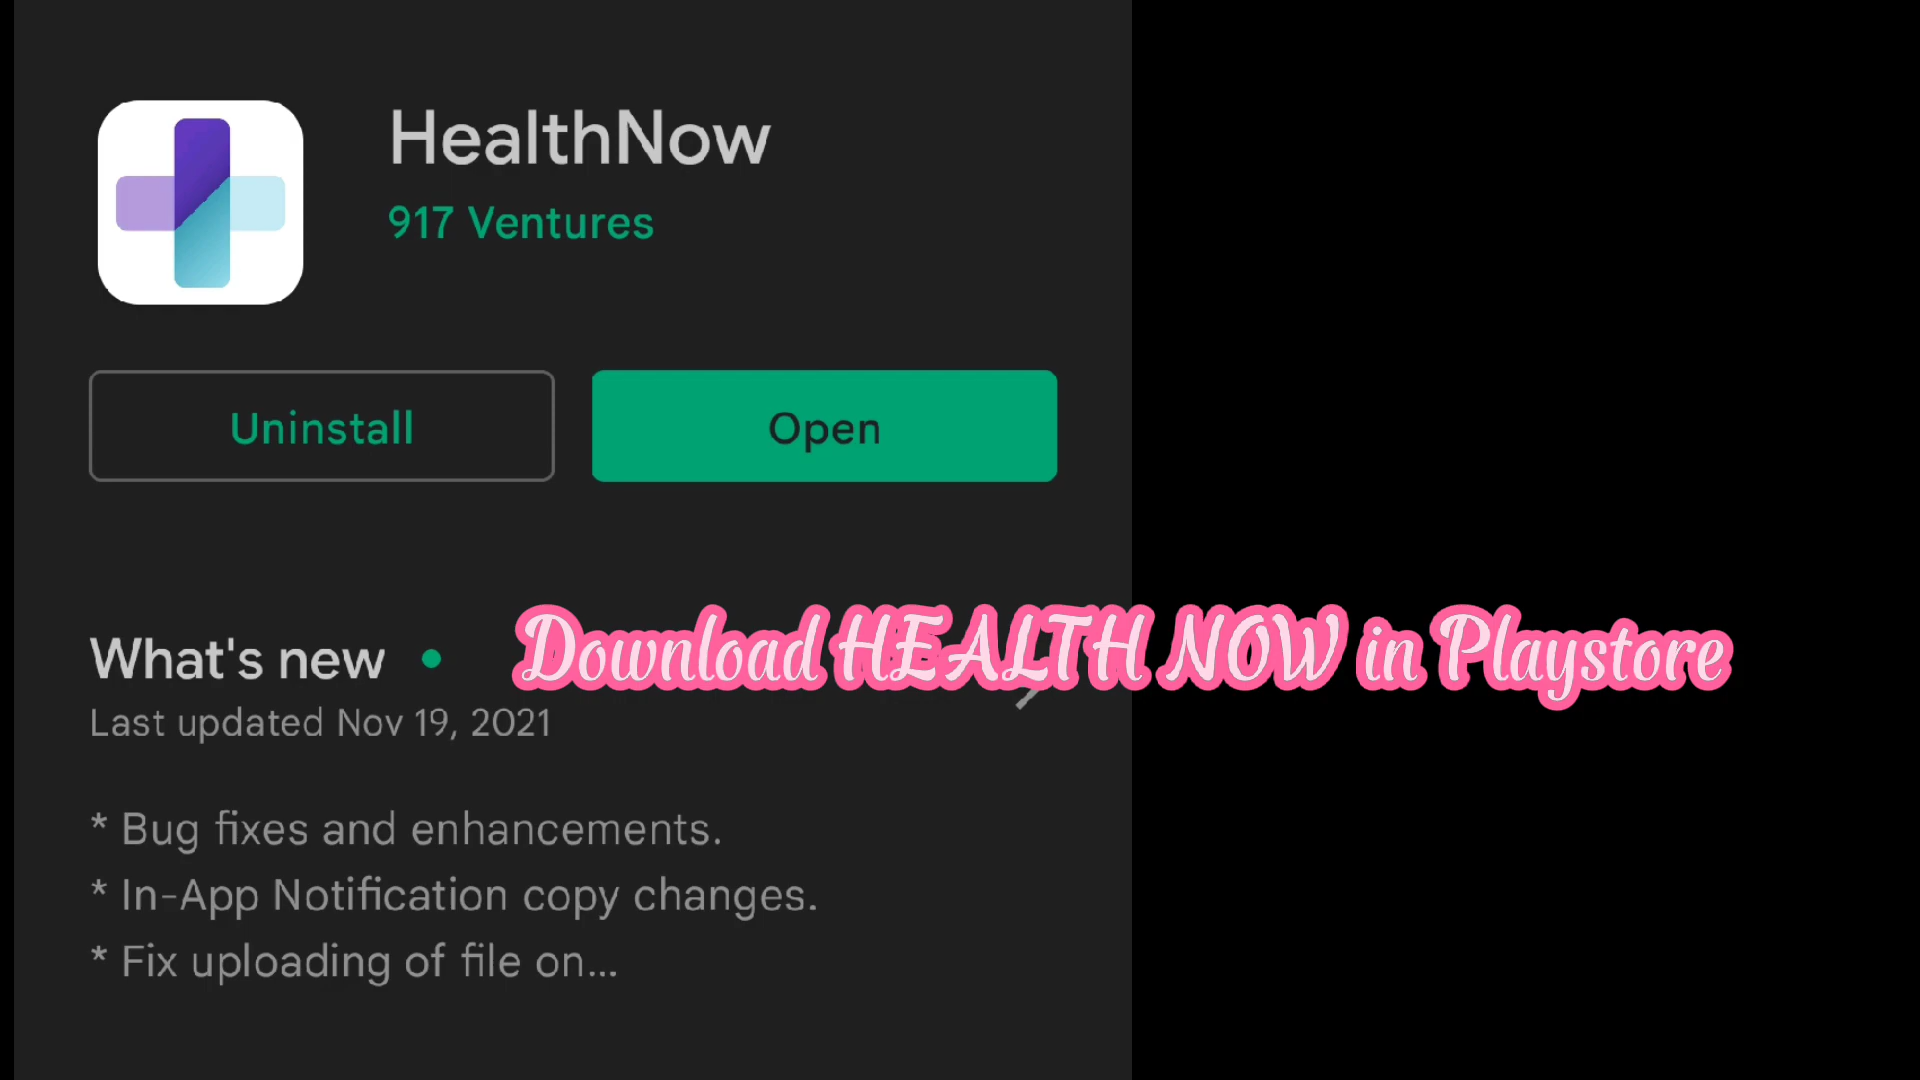 HealthNow
917 Ventures
Uninstall
Open
What's new
Download HEALTH NOW in Playstore
Last updated Nov 19, 2021
* Bug fixes and enhancements.
* In-App Notification copy changes.
* Fix uploading of file on...